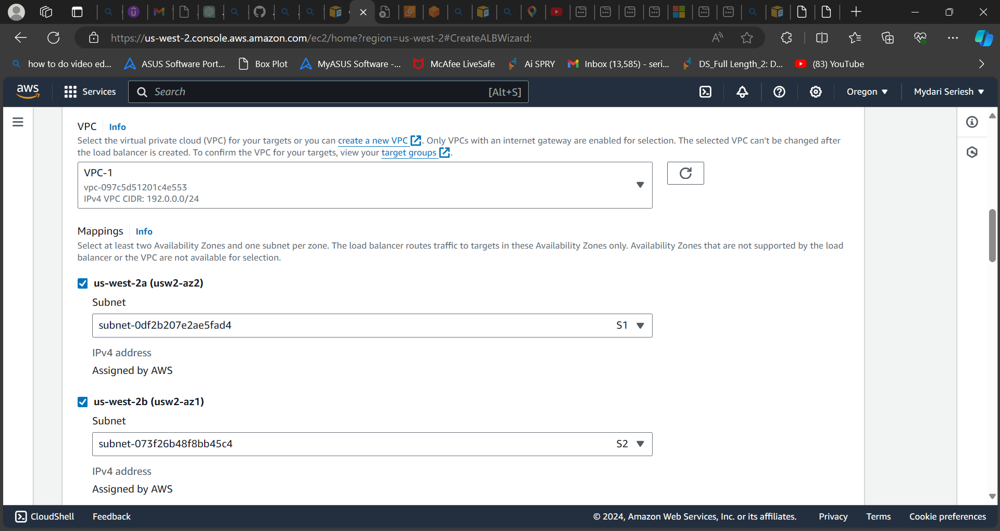 https://us-west-2.console.aws.amazon.com/ec2/home?region=us-west-2#CreateALBWizard:
how to do video ed... ASUS Software Port... Box Plot MyASUS Software -... McAfee LiveSafe Ai SPRY Inbox (13,585) - seri... DS_Full Length_2: D... (83) YouTube
aws Services Search [Alt+S] Oregon Mydari Seriesh
VPC Info
Select the virtual private cloud (VPC) for your targets or you can create a new VPC. Only VPCs with an internet gateway are enabled for selection. The selected VPC can't be changed after
the load balancer is created. To confirm the VPC for your targets, view your target groups.
VPC-1
vpc-097c5d51201c4e553
IPv4 VPC CIDR: 192.0.0.0/24
Mappings Info
Select at least two Availability Zones and one subnet per zone. The load balancer routes traffic to targets in these Availability Zones only. Availability Zones that are not supported by the load
balancer or the VPC are not available for selection.
us-west-2a (usw2-az2)
Subnet
subnet-0df2b207e2ae5fad4 S1
IPv4 address
Assigned by AWS
us-west-2b (usw2-az1)
Subnet
subnet-073f26b48f8bb45c4 S2
IPv4 address
Assigned by AWS
CloudShell Feedback © 2024, Amazon Web Services, Inc. or its affiliates. Privacy Terms Cookie preferences